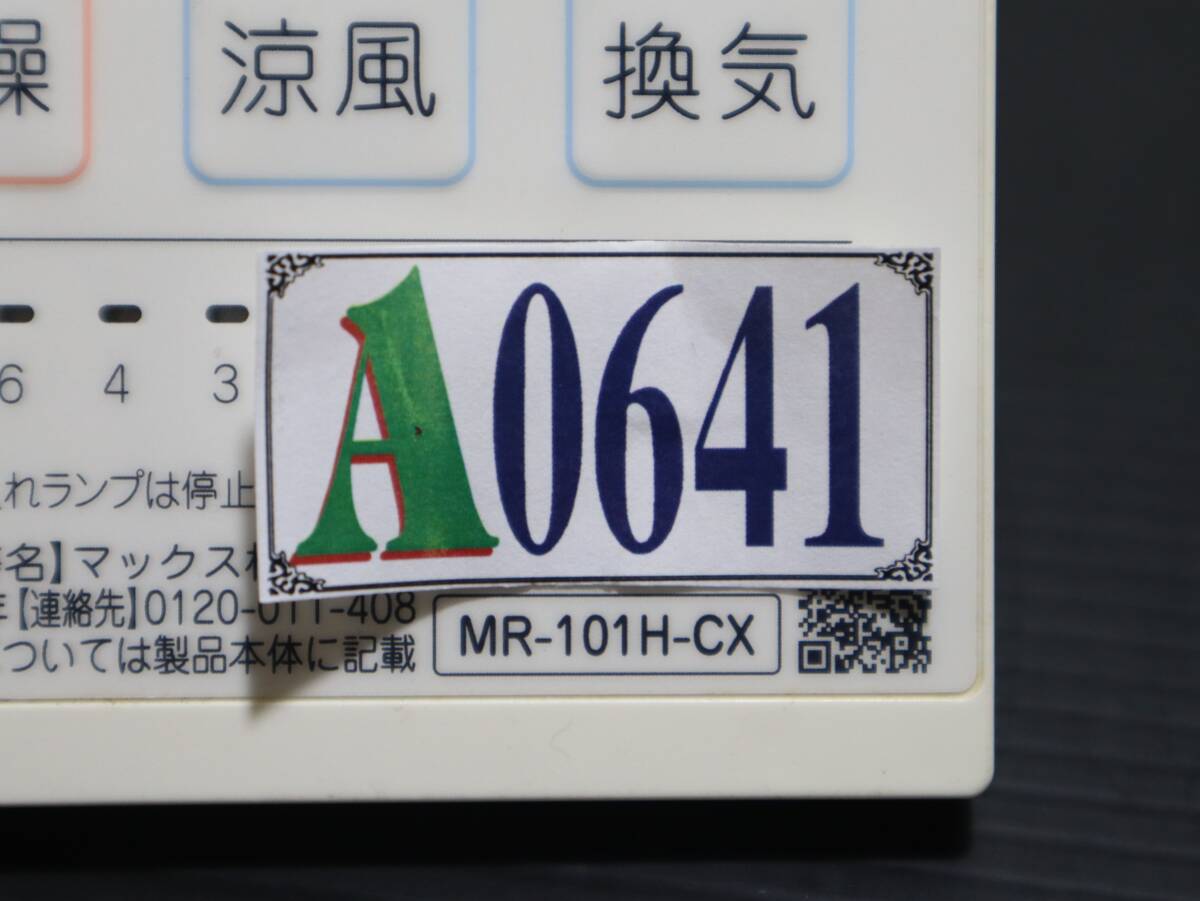 燥 涼風 換気
A0641
6 4 3
れランプは停止
名】マックス
【連絡先】0120-011-408
ついては製品本体に記載
MR-101H-CX